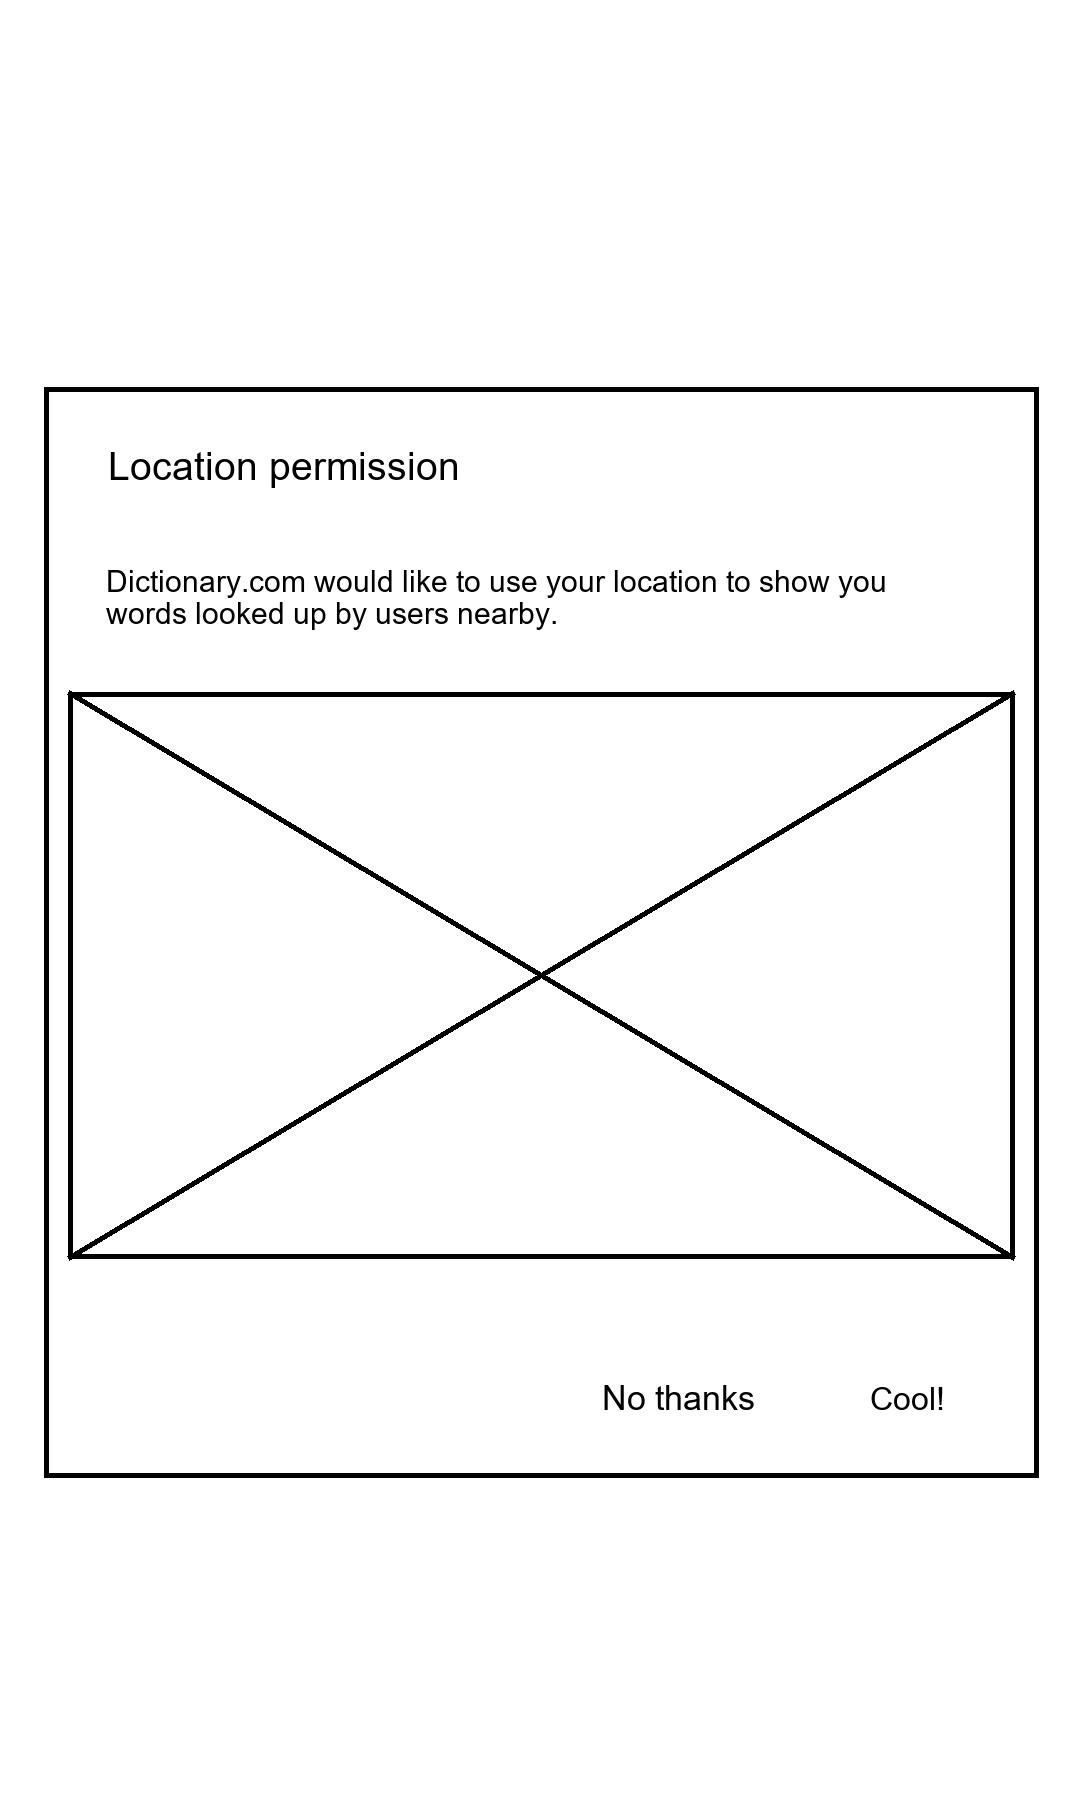 Location permission
Dictionary.com would like to use your location to show you
words looked up by users nearby.
No thanks Cool!